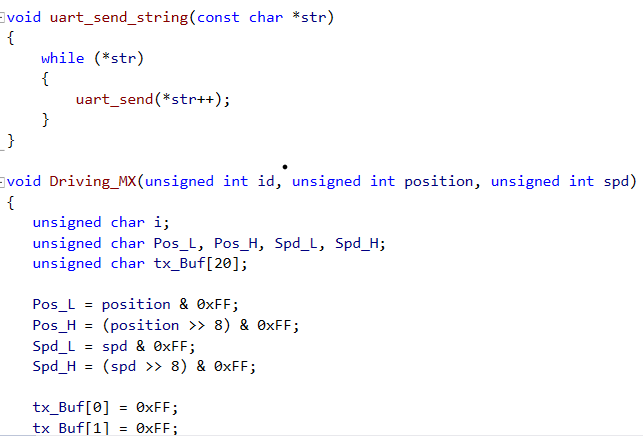 void uart_send_string(const char *str)
{
while (*str)
{
uart_send(*str++);
}
}
void Driving_MX(unsigned int id, unsigned int position, unsigned int spd)
{
unsigned char i;
unsigned char Pos_L, Pos_H, Spd_L, Spd_H;
unsigned char tx_Buf[20];
Pos_L = position & 0xFF;
Pos_H = (position >> 8) & 0xFF;
Spd_L = spd & 0xFF;
Spd_H = (spd >> 8) & 0xFF;
tx_Buf[0] = 0xFF;
tx_Buf[1] = 0xFF;